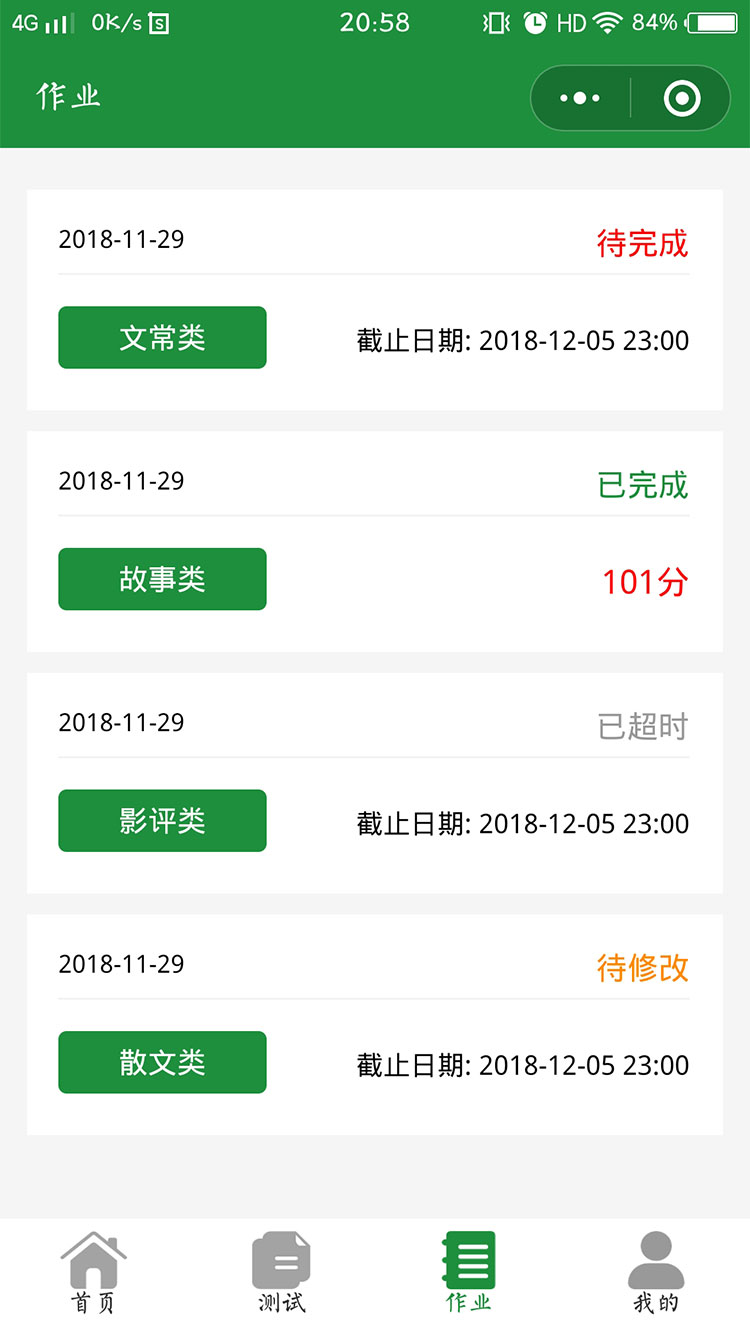 4G 0K/s S 20:58 HD 84%
作业
2018-11-29 待完成
文常类 截止日期: 2018-12-05 23:00
2018-11-29 已完成
故事类 101分
2018-11-29 已超时
影评类 截止日期: 2018-12-05 23:00
2018-11-29 待修改
散文类 截止日期: 2018-12-05 23:00
首页 测试 作业 我的